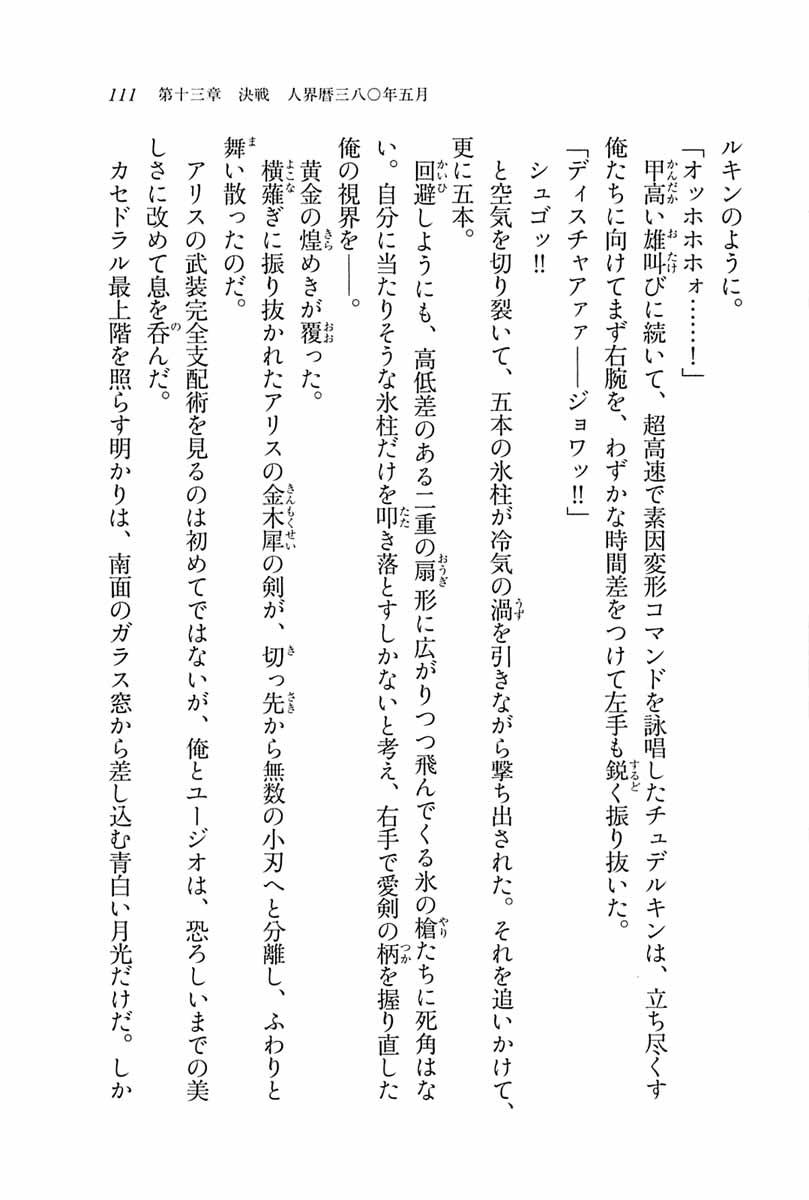 111　第十三章　決戦　人界暦三八〇年五月
ルキンのように。
「オッホホホォ……！」
甲高い雄叫びに続いて、超高速で素因変形コマンドを詠唱したチュデルキンは、立ち尽くす
俺たちに向けてまず右腕を、わずかな時間差をつけて左手も鋭く振り抜いた。
「ディスチャアァァ――ジョワッ!!」
シュゴッ!!
と空気を切り裂いて、五本の氷柱が冷気の渦を引きながら撃ち出された。それを追いかけて、
更に五本。
回避しようにも、高低差のある二重の扇形に広がりつつ飛んでくる氷の槍たちに死角はな
い。自分に当たりそうな氷柱だけを叩き落とすしかないと考え、右手で愛剣の柄を握り直した
俺の視界を――。
黄金の煌めきが覆った。
横薙ぎに振り抜かれたアリスの金木犀の剣が、切っ先から無数の小刃へと分離し、ふわりと
舞い散ったのだ。
アリスの武装完全支配術を見るのは初めてではないが、俺とユージオは、恐ろしいまでの美
しさに改めて息を呑んだ。
カセドラル最上階を照らす明かりは、南面のガラス窓から差し込む青白い月光だけだ。しか